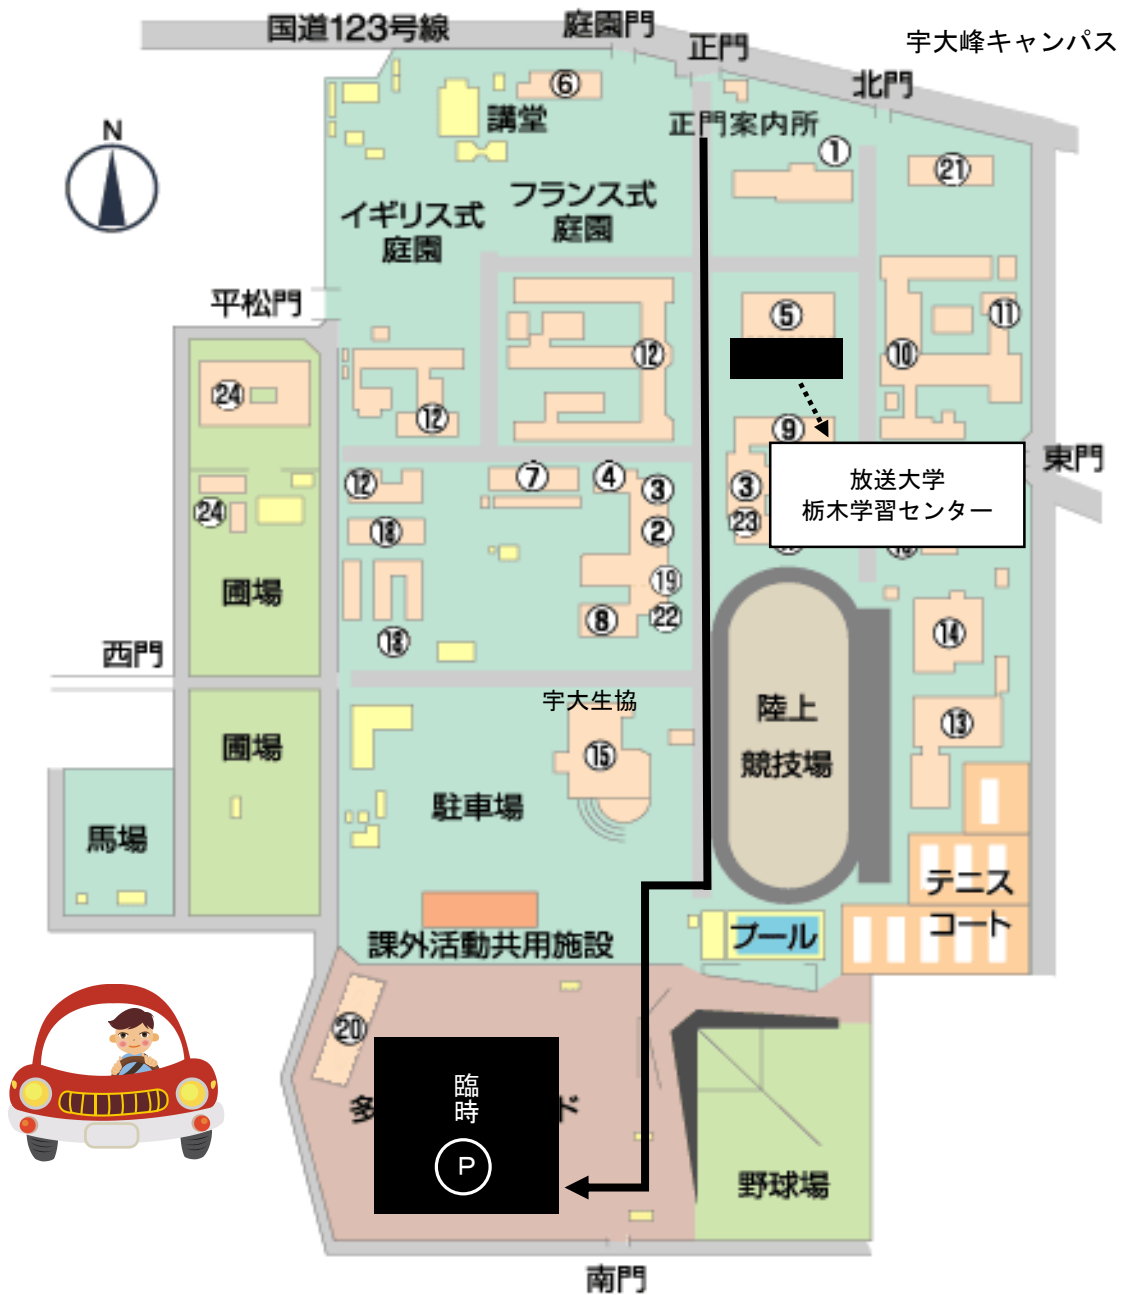 国道123号線
庭園門
正門
宇大峰キャンパス
北門
N
⑥
講堂
正門案内所
①
㉑
イギリス式
庭園
フランス式
庭園
平松門
⑤
⑪
⑫
⑩
㉔
⑫
⑨
東門
放送大学
栃木学習センター
⑫
⑦
④
③
③
㉔
⑱
②
㉓
圃場
⑲
⑧
㉒
⑱
⑭
西門
宇大生協
陸上
競技場
⑬
圃場
⑮
駐車場
馬場
テニス
コート
プール
課外活動共用施設
⑳
臨
時
P
多
ド
野球場
南門